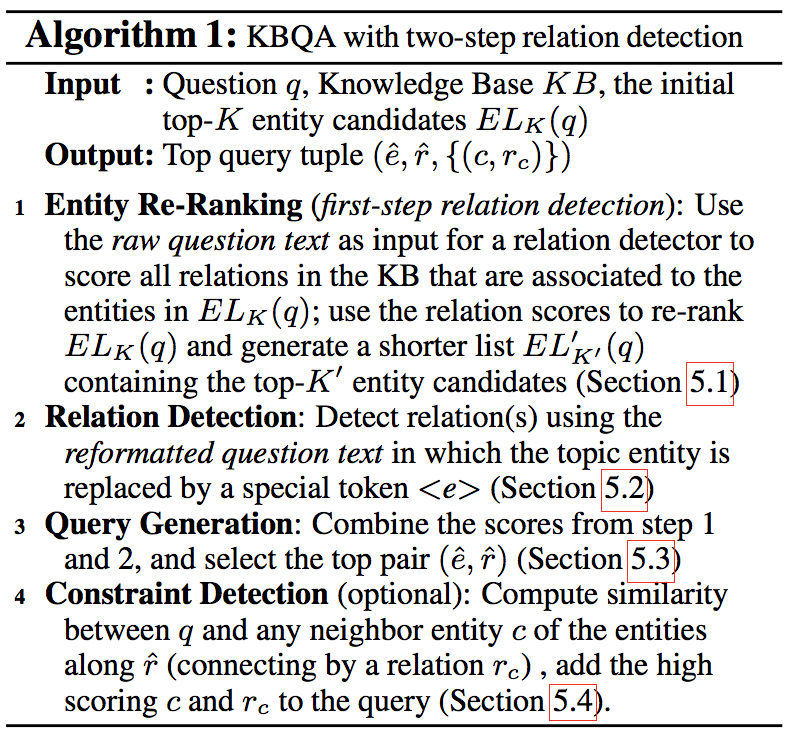 Algorithm 1: KBQA with two-step relation detection
Input : Question q, Knowledge Base KB, the initial
top-K entity candidates EL_K(q)
Output: Top query tuple (ê, r̂, {(c, r_c)})
1 Entity Re-Ranking (first-step relation detection): Use
the raw question text as input for a relation detector to
score all relations in the KB that are associated to the
entities in EL_K(q); use the relation scores to re-rank
EL_K(q) and generate a shorter list EL'_{K'}(q)
containing the top-K' entity candidates (Section 5.1)
2 Relation Detection: Detect relation(s) using the
reformatted question text in which the topic entity is
replaced by a special token <e> (Section 5.2)
3 Query Generation: Combine the scores from step 1
and 2, and select the top pair (ê, r̂) (Section 5.3)
4 Constraint Detection (optional): Compute similarity
between q and any neighbor entity c of the entities
along r̂ (connecting by a relation r_c) , add the high
scoring c and r_c to the query (Section 5.4).